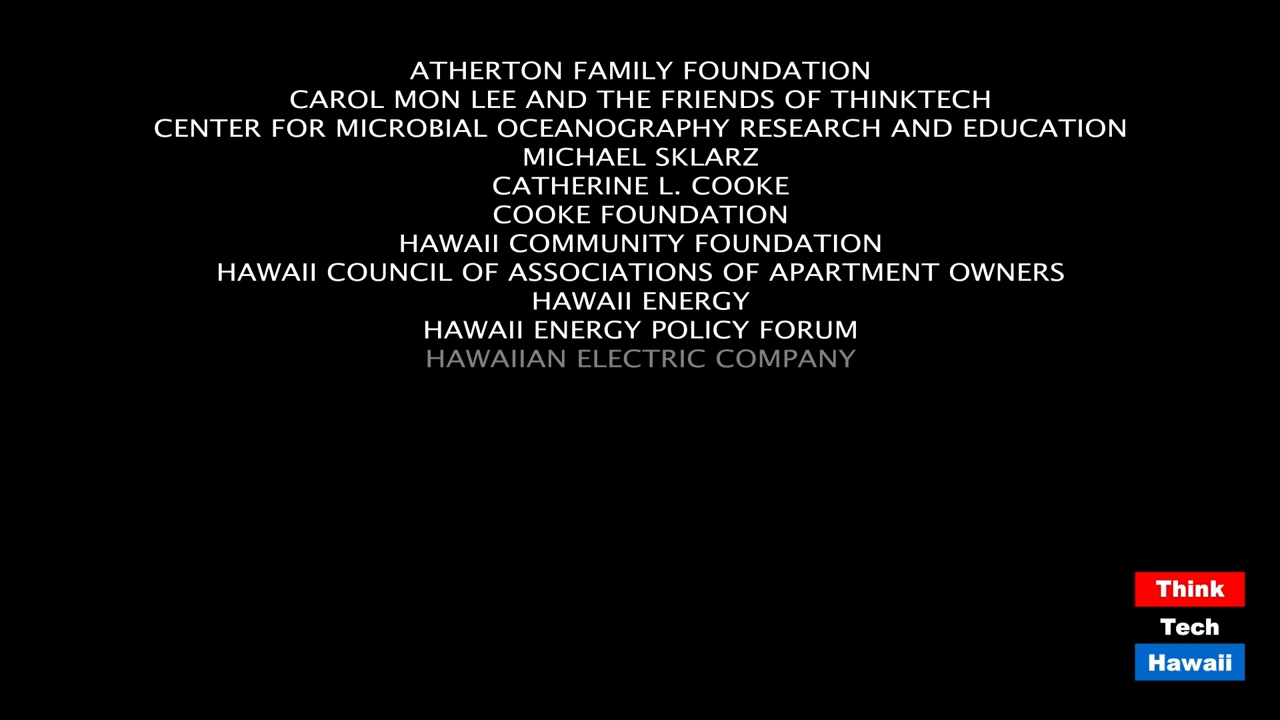 ATHERTON FAMILY FOUNDATION
CAROL MON LEE AND THE FRIENDS OF THINKTECH
CENTER FOR MICROBIAL OCEANOGRAPHY RESEARCH AND EDUCATION
MICHAEL SKLARZ
CATHERINE L. COOKE
COOKE FOUNDATION
HAWAII COMMUNITY FOUNDATION
HAWAII COUNCIL OF ASSOCIATIONS OF APARTMENT OWNERS
HAWAII ENERGY
HAWAII ENERGY POLICY FORUM
HAWAIIAN ELECTRIC COMPANY
Think
Tech
Hawaii